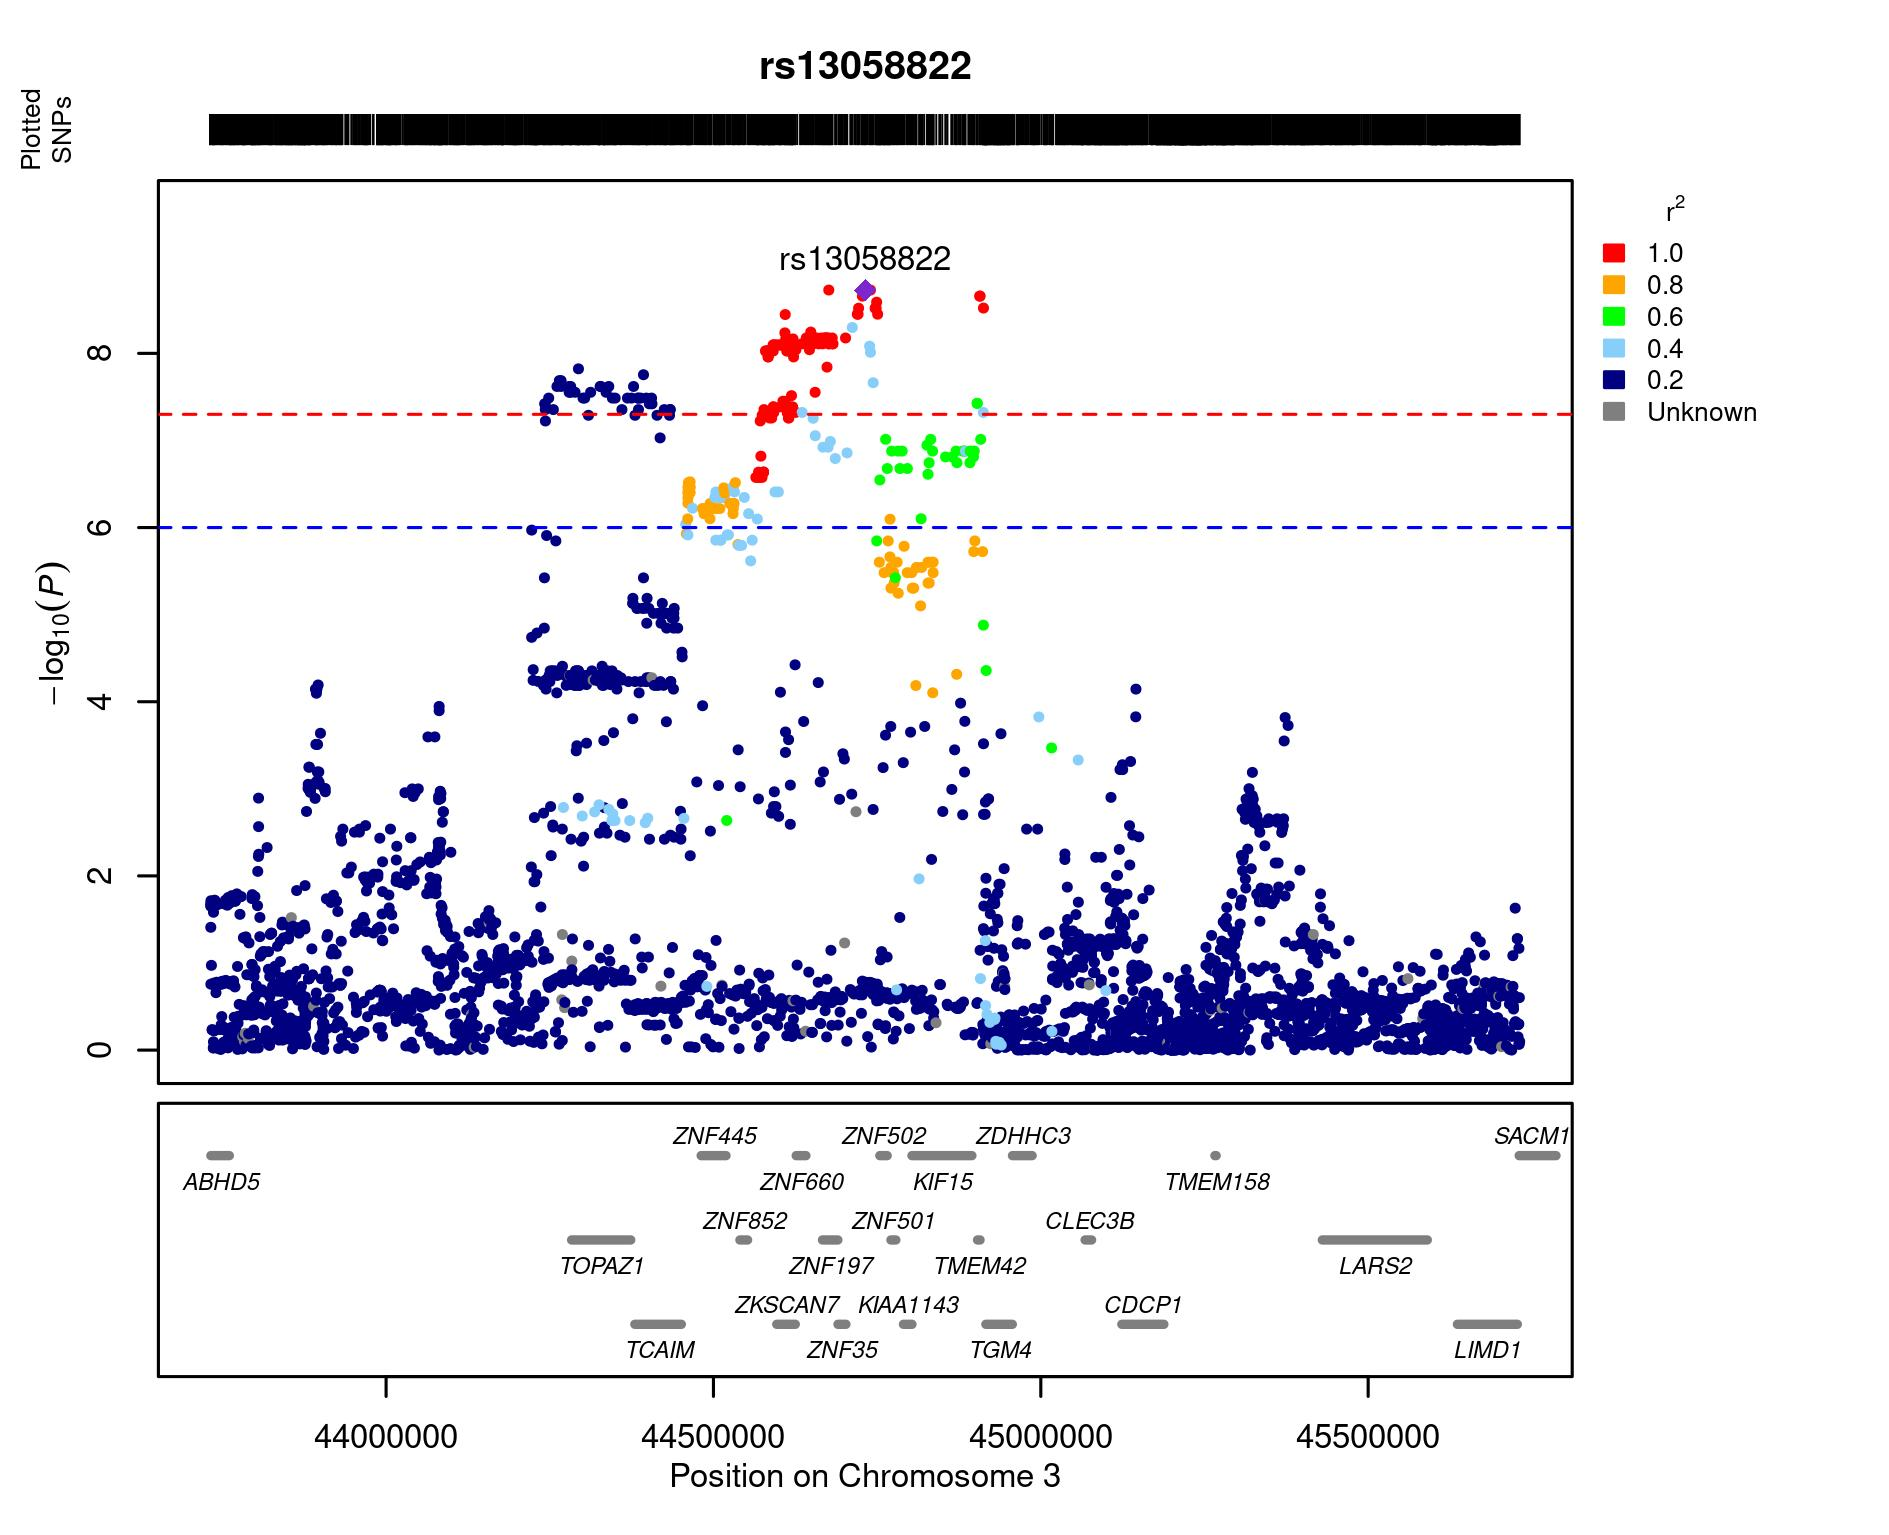 rs13058822
Plotted
SNPs
rs13058822
r2
1.0
0.8
0.6
0.4
0.2
Unknown
−log10(P)
8
6
4
2
0
ZNF445 ZNF502 ZDHHC3 SACM1
ABHD5 ZNF660 KIF15 TMEM158
ZNF852 ZNF501 CLEC3B
TOPAZ1 ZNF197 TMEM42 LARS2
ZKSCAN7 KIAA1143 CDCP1
TCAIM ZNF35 TGM4 LIMD1
44000000 44500000 45000000 45500000
Position on Chromosome 3